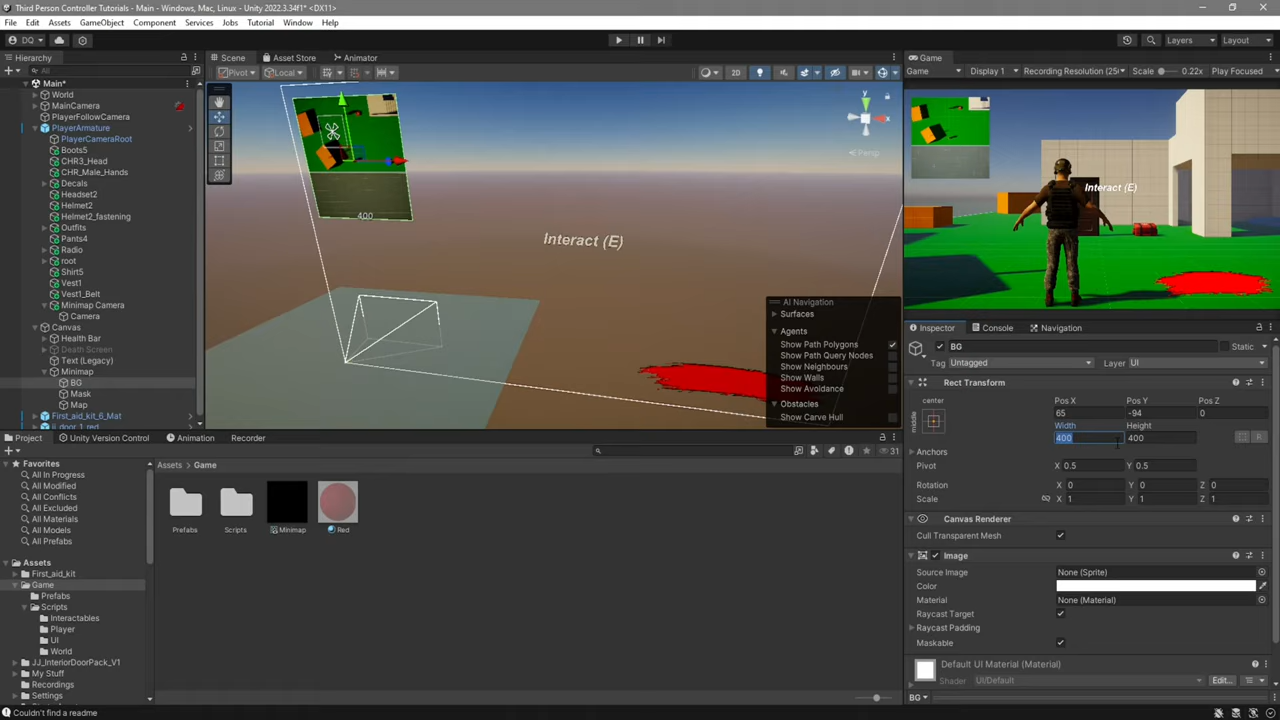 Third Person Controller Tutorials - Main - Windows, Mac, Linux - Unity 2022.3.34f1* <DX11>
File Edit Assets GameObject Component Services Jobs Tutorial Window Help
DQ
Layers Layout
Hierarchy
All
Main*
World
MainCamera
PlayerFollowCamera
PlayerArmature
PlayerCameraRoot
Boots5
CHR3_Head
CHR_Male_Hands
Decals
Headset2
Helmet2
Helmet2_fastening
Outfits
Pants4
Radio
root
Shirt5
Vest1
Vest1_Belt
Minimap Camera
Camera
Canvas
Health Bar
Death Screen
Text (Legacy)
Minimap
BG
Mask
Map
First_aid_kit_6_Mat
jj_door_1_red
Scene Asset Store Animator
Pivot Local 2D
400
Interact (E)
y
x
Persp
AI Navigation
Surfaces
Agents
Show Path Polygons
Show Path Query Nodes
Show Neighbours
Show Walls
Show Avoidance
Obstacles
Show Carve Hull
Game
Game Display 1 Recording Resolution (25 Scale 0.22x Play Focused
Interact (E)
Inspector Console Navigation
BG Static
Tag Untagged Layer UI
Rect Transform
center
middle
Pos X Pos Y Pos Z
65 -94 0
Width Height
400 400
R
Anchors
Pivot X 0.5 Y 0.5
Rotation X 0 Y 0 Z 0
Scale X 1 Y 1 Z 1
Canvas Renderer
Cull Transparent Mesh
Image
Source Image None (Sprite)
Color
Material None (Material)
Raycast Target
Raycast Padding
Maskable
Default UI Material (Material)
Shader UI/Default Edit...
BG
Project Unity Version Control Animation Recorder
31
Favorites
All In Progress
All Modified
All Conflicts
All Excluded
All Materials
All Models
All Prefabs
Assets
First_aid_kit
Game
Prefabs
Scripts
Interactables
Player
UI
World
JJ_InteriorDoorPack_V1
My Stuff
Recordings
Settings
Assets > Game
Prefabs Scripts Minimap Red
Couldn't find a readme